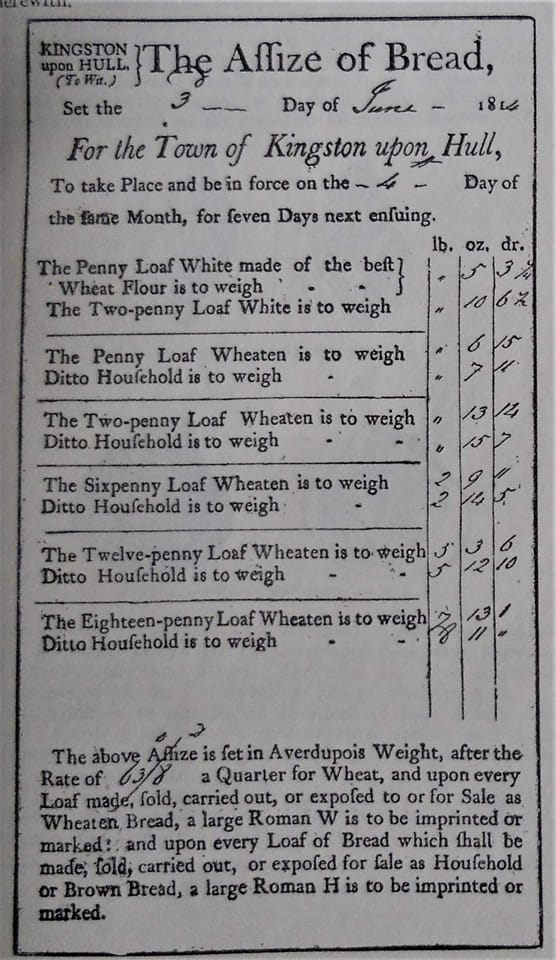 KINGSTON
upon HULL.
(To Wit.)
The Aſſize of Bread,
Set the 3 —— Day of June - 1814
For the Town of Kingston upon Hull,
To take Place and be in force on the - 4 - Day of
the ſame Month, for ſeven Days next enſuing.
lb. oz. dr.
The Penny Loaf White made of the beſt
Wheat Flour is to weigh - - " 5 3
The Two-penny Loaf White is to weigh " 10 6
The Penny Loaf Wheaten is to weigh " 6 15
Ditto Houſehold is to weigh - " 7
The Two-penny Loaf Wheaten is to weigh " 13 14
Ditto Houſehold is to weigh - - " 15 7
The Sixpenny Loaf Wheaten is to weigh 2 9 "
Ditto Houſehold is to weigh - 2 14 5
The Twelve-penny Loaf Wheaten is to weigh 5 3 6
Ditto Houſehold is to weigh - - 5 12 10
The Eighteen-penny Loaf Wheaten is to weigh 7 13 1
Ditto Houſehold is to weigh - - 8 11 "
The above Aſſize is ſet in Averdupois Weight, after the
Rate of 63/8 a Quarter for Wheat, and upon every
Loaf made, ſold, carried out, or expoſed to or for Sale as
Wheaten Bread, a large Roman W is to be imprinted or
marked: and upon every Loaf of Bread which ſhall be
made, ſold, carried out, or expoſed for ſale as Houſehold
or Brown Bread, a large Roman H is to be imprinted or
marked.